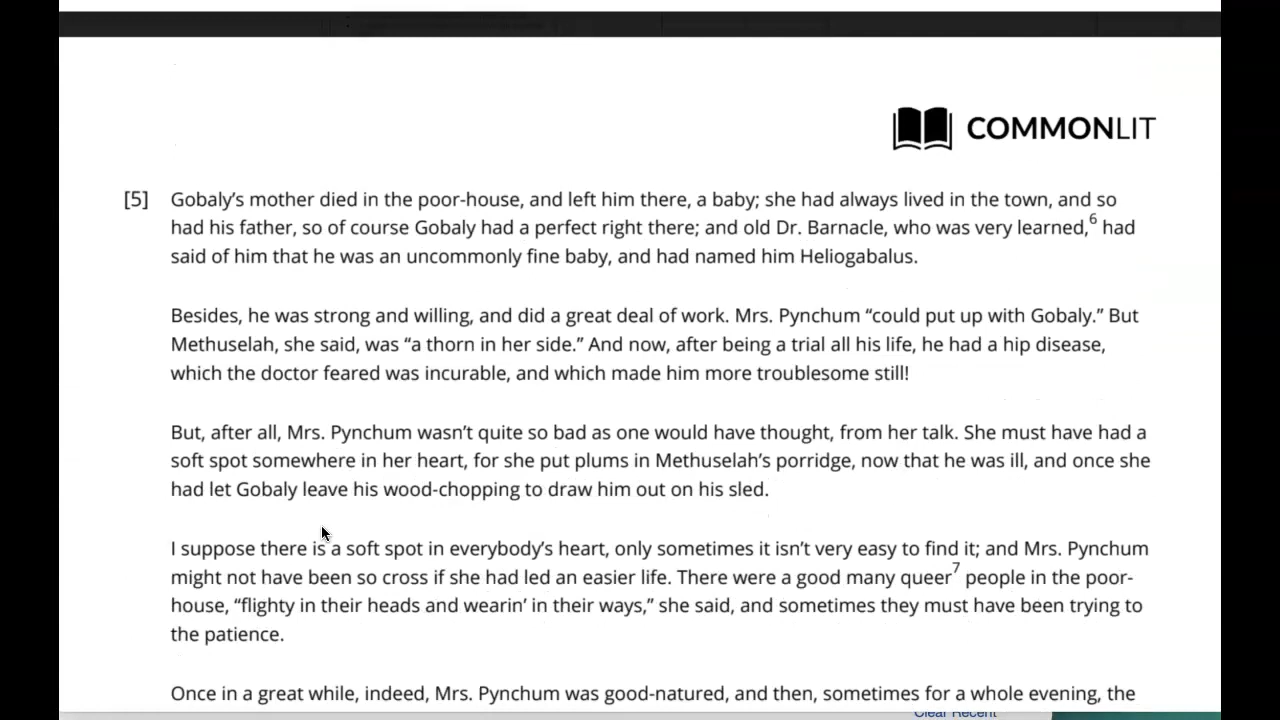 COMMONLIT
[5] Gobaly’s mother died in the poor-house, and left him there, a baby; she had always lived in the town, and so
had his father, so of course Gobaly had a perfect right there; and old Dr. Barnacle, who was very learned,6 had
said of him that he was an uncommonly fine baby, and had named him Heliogabalus.
Besides, he was strong and willing, and did a great deal of work. Mrs. Pynchum “could put up with Gobaly.” But
Methuselah, she said, was “a thorn in her side.” And now, after being a trial all his life, he had a hip disease,
which the doctor feared was incurable, and which made him more troublesome still!
But, after all, Mrs. Pynchum wasn’t quite so bad as one would have thought, from her talk. She must have had a
soft spot somewhere in her heart, for she put plums in Methuselah’s porridge, now that he was ill, and once she
had let Gobaly leave his wood-chopping to draw him out on his sled.
I suppose there is a soft spot in everybody’s heart, only sometimes it isn’t very easy to find it; and Mrs. Pynchum
might not have been so cross if she had led an easier life. There were a good many queer7 people in the poor-
house, “flighty in their heads and wearin’ in their ways,” she said, and sometimes they must have been trying to
the patience.
Once in a great while, indeed, Mrs. Pynchum was good-natured, and then, sometimes for a whole evening, the
Clear Recent